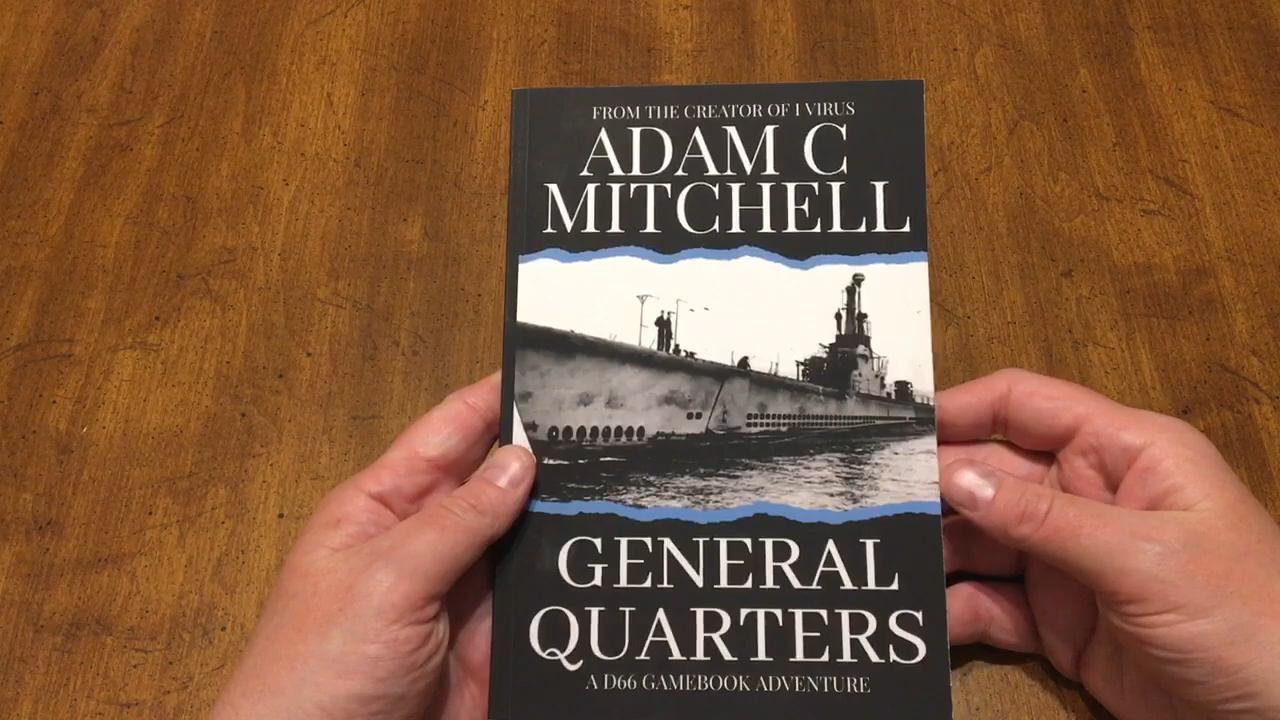 FROM THE CREATOR OF I VIRUS
ADAM C
MITCHELL
GENERAL
QUARTERS
A D66 GAMEBOOK ADVENTURE